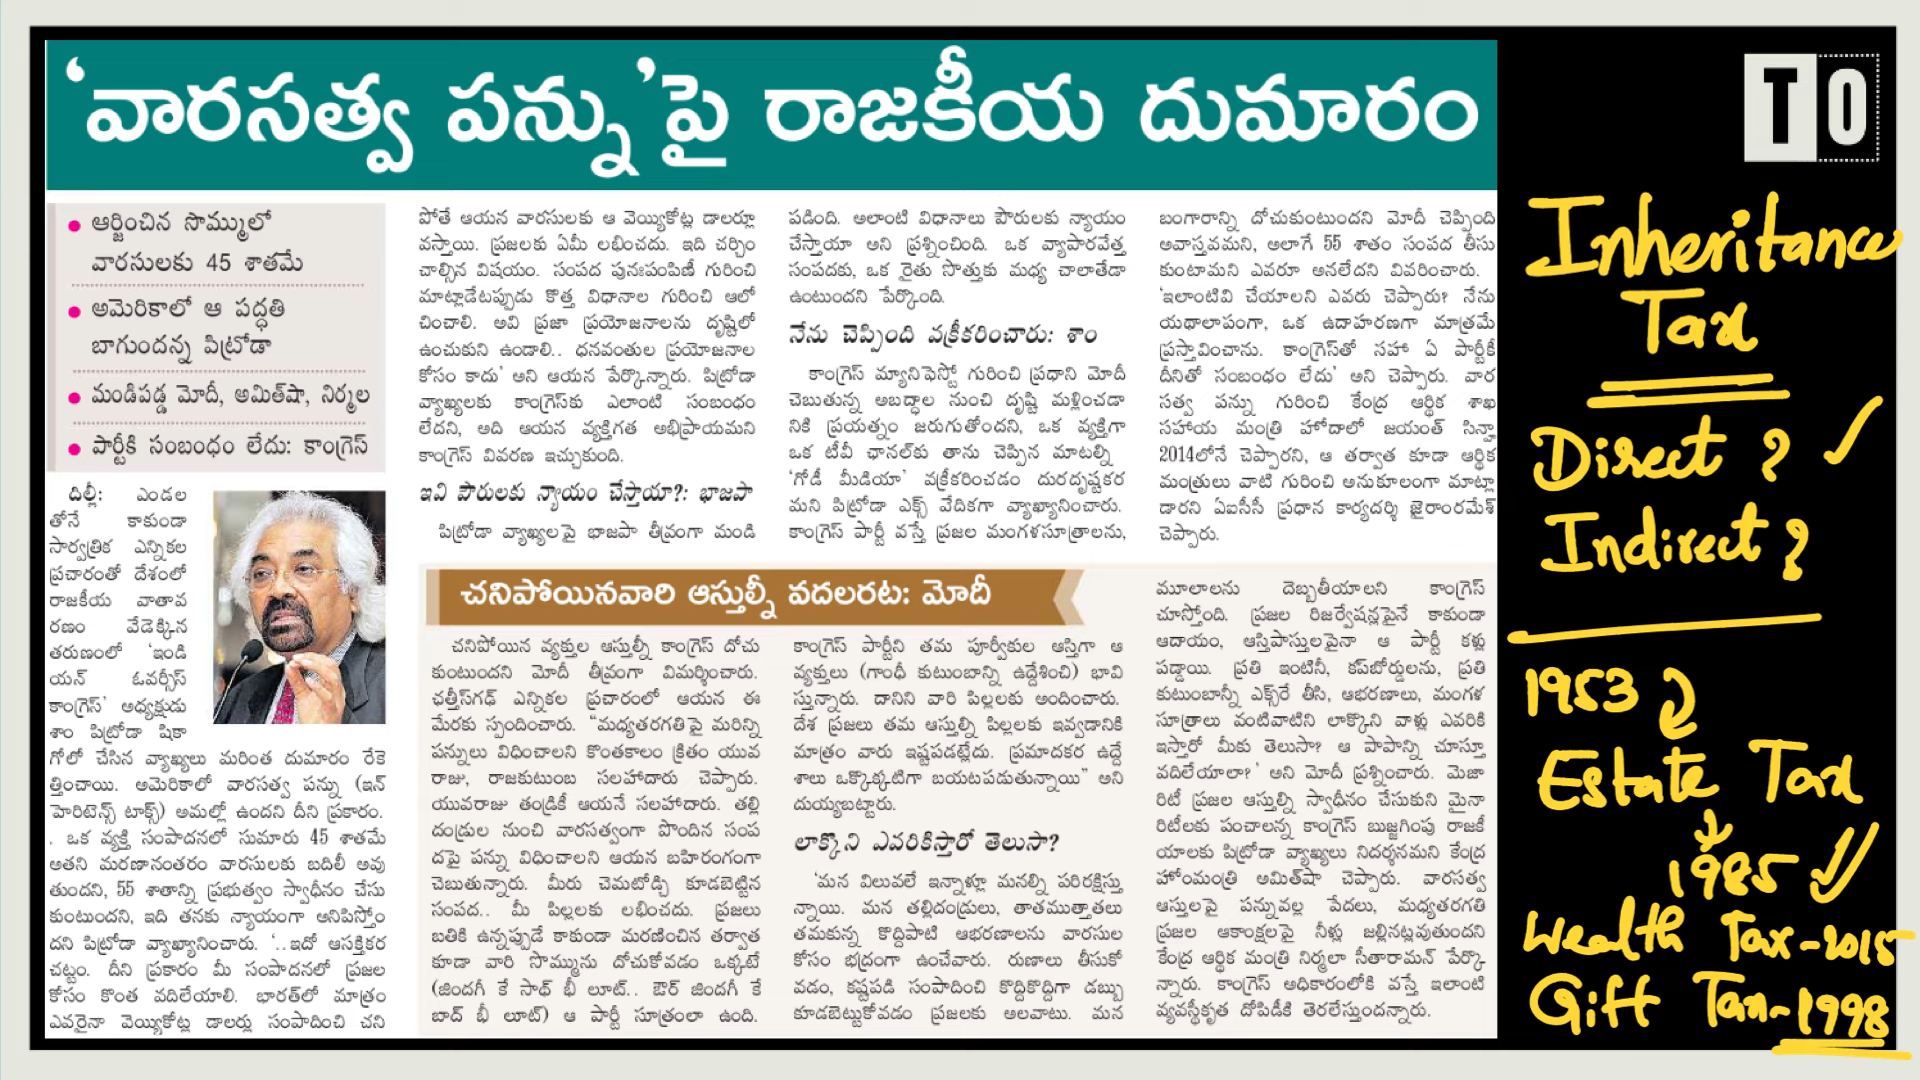 'వారసత్వ పన్ను'పై రాజకీయ దుమారం
• ఆర్జించిన సొమ్ములో
వారసులకు 45 శాతమే
• అమెరికాలో ఆ పద్ధతి
బాగుందన్న పిట్రోడా
• మండిపడ్డ మోదీ, అమిత్‌షా, నిర్మల
• పార్టీకి సంబంధం లేదు: కాంగ్రెస్
దిల్లీ: ఎండల
తోనే కాకుండా
సార్వత్రిక ఎన్నికల
ప్రచారంతో దేశంలో
రాజకీయ వాతావ
రణం వేడెక్కిన
తరుణంలో 'ఇండి
యన్ ఓవర్సీస్
కాంగ్రెస్' అధ్యక్షుడు
శాం పిట్రోడా షికా
గోలో చేసిన వ్యాఖ్యలు మరింత దుమారం రేకె
త్తించాయి. అమెరికాలో వారసత్వ పన్ను (ఇన్
హెరిటెన్స్ టాక్స్) అమల్లో ఉందని దీని ప్రకారం.
. ఒక వ్యక్తి సంపాదనలో సుమారు 45 శాతమే
అతని మరణానంతరం వారసులకు బదిలీ అవు
తుందని, 55 శాతాన్ని ప్రభుత్వం స్వాధీనం చేసు
కుంటుందని, ఇది తనకు న్యాయంగా అనిపిస్తోం
దని పిట్రోడా వ్యాఖ్యానించారు. '..ఇదో ఆసక్తికర
చట్టం. దీని ప్రకారం మీ సంపాదనలో ప్రజల
కోసం కొంత వదిలేయాలి. భారత్‌లో మాత్రం
ఎవరైనా వెయ్యికోట్ల డాలర్లు సంపాదించి చని
పోతే ఆయన వారసులకు ఆ వెయ్యికోట్ల డాలర్లూ
వస్తాయి. ప్రజలకు ఏమీ లభించదు. ఇది చర్చిం
చాల్సిన విషయం. సంపద పునఃపంపిణీ గురించి
మాట్లాడేటప్పుడు కొత్త విధానాల గురించి ఆలో
చించాలి. అవి ప్రజా ప్రయోజనాలను దృష్టిలో
ఉంచుకుని ఉండాలి.. ధనవంతుల ప్రయోజనాల
కోసం కాదు' అని ఆయన పేర్కొన్నారు. పిట్రోడా
వ్యాఖ్యలకు కాంగ్రెస్‌కు ఎలాంటి సంబంధం
లేదని, అది ఆయన వ్యక్తిగత అభిప్రాయమని
కాంగ్రెస్ వివరణ ఇచ్చుకుంది.
ఇవి పౌరులకు న్యాయం చేస్తాయా?: భాజపా
పిట్రోడా వ్యాఖ్యలపై భాజపా తీవ్రంగా మండి
పడింది. అలాంటి విధానాలు పౌరులకు న్యాయం
చేస్తాయా అని ప్రశ్నించింది. ఒక వ్యాపారవేత్త
సంపదకు, ఒక రైతు సొత్తుకు మధ్య చాలాతేడా
ఉంటుందని పేర్కొంది.
నేను చెప్పింది వక్రీకరించారు: శాం
కాంగ్రెస్ మ్యానిఫెస్టో గురించి ప్రధాని మోదీ
చెబుతున్న అబద్ధాల నుంచి దృష్టి మళ్లించడా
నికి ప్రయత్నం జరుగుతోందని, ఒక వ్యక్తిగా
ఒక టీవీ ఛానల్‌కు తాను చెప్పిన మాటల్ని
'గోడీ మీడియా' వక్రీకరించడం దురదృష్టకర
మని పిట్రోడా ఎక్స్ వేదికగా వ్యాఖ్యానించారు.
కాంగ్రెస్ పార్టీ వస్తే ప్రజల మంగళసూత్రాలను,
బంగారాన్ని దోచుకుంటుందని మోదీ చెప్పింది
అవాస్తవమని, అలాగే 55 శాతం సంపద తీసు
కుంటామని ఎవరూ అనలేదని వివరించారు.
'ఇలాంటివి చేయాలని ఎవరు చెప్పారు? నేను
యథాలాపంగా, ఒక ఉదాహరణగా మాత్రమే
ప్రస్తావించాను. కాంగ్రెస్‌తో సహా ఏ పార్టీకీ
దీనితో సంబంధం లేదు' అని చెప్పారు. వార
సత్వ పన్ను గురించి కేంద్ర ఆర్థిక శాఖ
సహాయ మంత్రి హోదాలో జయంత్ సిన్హా
2014లోనే చెప్పారని, ఆ తర్వాత కూడా ఆర్థిక
మంత్రులు వాటి గురించి అనుకూలంగా మాట్లా
డారని ఏఐసీసీ ప్రధాన కార్యదర్శి జైరాంరమేశ్
చెప్పారు.
చనిపోయినవారి ఆస్తుల్నీ వదలరట: మోదీ
చనిపోయిన వ్యక్తుల ఆస్తుల్నీ కాంగ్రెస్ దోచు
కుంటుందని మోదీ తీవ్రంగా విమర్శించారు.
ఛత్తీస్‌గఢ్ ఎన్నికల ప్రచారంలో ఆయన ఈ
మేరకు స్పందించారు. "మధ్యతరగతిపై మరిన్ని
పన్నులు విధించాలని కొంతకాలం క్రితం యువ
రాజు, రాజకుటుంబ సలహాదారు చెప్పారు.
యువరాజు తండ్రికీ ఆయనే సలహాదారు. తల్లి
దండ్రుల నుంచి వారసత్వంగా పొందిన సంప
దపై పన్ను విధించాలని ఆయన బహిరంగంగా
చెబుతున్నారు. మీరు చెమటోడ్చి కూడబెట్టిన
సంపద.. మీ పిల్లలకు లభించదు. ప్రజలు
బతికి ఉన్నప్పుడే కాకుండా మరణించిన తర్వాత
కూడా వారి సొమ్మును దోచుకోవడం ఒక్కటే
(జిందగీ కే సాథ్ భీ లూట్.. ఔర్ జిందగీ కే
బాద్ భీ లూట్) ఆ పార్టీ సూత్రంలా ఉంది.
కాంగ్రెస్ పార్టీని తమ పూర్వీకుల ఆస్తిగా ఆ
వ్యక్తులు (గాంధీ కుటుంబాన్ని ఉద్దేశించి) భావి
స్తున్నారు. దానిని వారి పిల్లలకు అందించారు.
దేశ ప్రజలు తమ ఆస్తుల్ని పిల్లలకు ఇవ్వడానికి
మాత్రం వారు ఇష్టపడట్లేదు. ప్రమాదకర ఉద్దే
శాలు ఒక్కొక్కటిగా బయటపడుతున్నాయి" అని
దుయ్యబట్టారు.
లాక్కొని ఎవరికిస్తారో తెలుసా?
'మన విలువలే ఇన్నాళ్లూ మనల్ని పరిరక్షిస్తు
న్నాయి. మన తల్లిదండ్రులు, తాతముత్తాతలు
తమకున్న కొద్దిపాటి ఆభరణాలను వారసుల
కోసం భద్రంగా ఉంచేవారు. రుణాలు తీసుకో
వడం, కష్టపడి సంపాదించి కొద్దికొద్దిగా డబ్బు
కూడబెట్టుకోవడం ప్రజలకు అలవాటు. మన
మూలాలను దెబ్బతీయాలని కాంగ్రెస్
చూస్తోంది. ప్రజల రిజర్వేషన్లపైనే కాకుండా
ఆదాయం, ఆస్తిపాస్తులపైనా ఆ పార్టీ కళ్లు
పడ్డాయి. ప్రతి ఇంటినీ, కప్‌బోర్డులను, ప్రతి
కుటుంబాన్నీ ఎక్స్‌రే తీసి, ఆభరణాలు, మంగళ
సూత్రాలు వంటివాటిని లాక్కొని వాళ్లు ఎవరికి
ఇస్తారో మీకు తెలుసా? ఆ పాపాన్ని చూస్తూ
వదిలేయాలా?' అని మోదీ ప్రశ్నించారు. మెజా
రిటీ ప్రజల ఆస్తుల్ని స్వాధీనం చేసుకుని మైనా
రిటీలకు పంచాలన్న కాంగ్రెస్ బుజ్జగింపు రాజకీ
యాలకు పిట్రోడా వ్యాఖ్యలు నిదర్శనమని కేంద్ర
హోంమంత్రి అమిత్‌షా చెప్పారు. వారసత్వ
ఆస్తులపై పన్నువల్ల పేదలు, మధ్యతరగతి
ప్రజల ఆకాంక్షలపై నీళ్లు జల్లినట్లవుతుందని
కేంద్ర ఆర్థిక మంత్రి నిర్మలా సీతారామన్ పేర్కొ
న్నారు. కాంగ్రెస్ అధికారంలోకి వస్తే ఇలాంటి
వ్యవస్థీకృత దోపిడీకి తెరలేస్తుందన్నారు.
TO
Inheritance
Tax
Direct ? ✓
Indirect ?
1953
Estate Tax
1985
Wealth Tax-2015
Gift Tax-1998